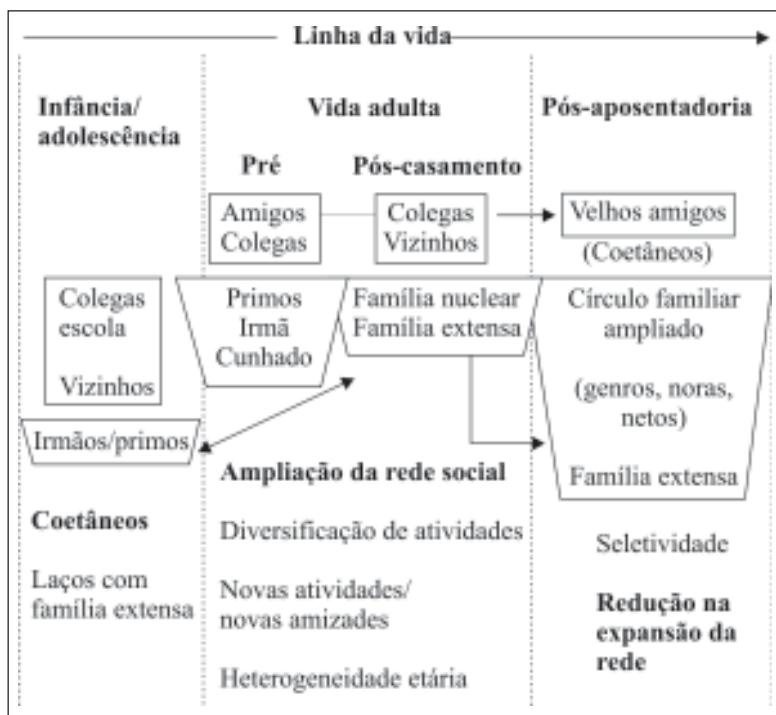 Linha da vida
Infância/
adolescência
Colegas
escola
Vizinhos
Irmãos/primos
Coetâneos
Laços com
família extensa
Vida adulta
Pré
Pós-casamento
Amigos
Colegas
Colegas
Vizinhos
Primos
Irmã
Cunhado
Família nuclear
Família extensa
Ampliação da rede social
Diversificação de atividades
Novas atividades/
novas amizades
Heterogeneidade etária
Pós-aposentadoria
Velhos amigos
(Coetâneos)
Círculo familiar
ampliado
(genros, noras,
netos)
Família extensa
Seletividade
Redução na
expansão da
rede